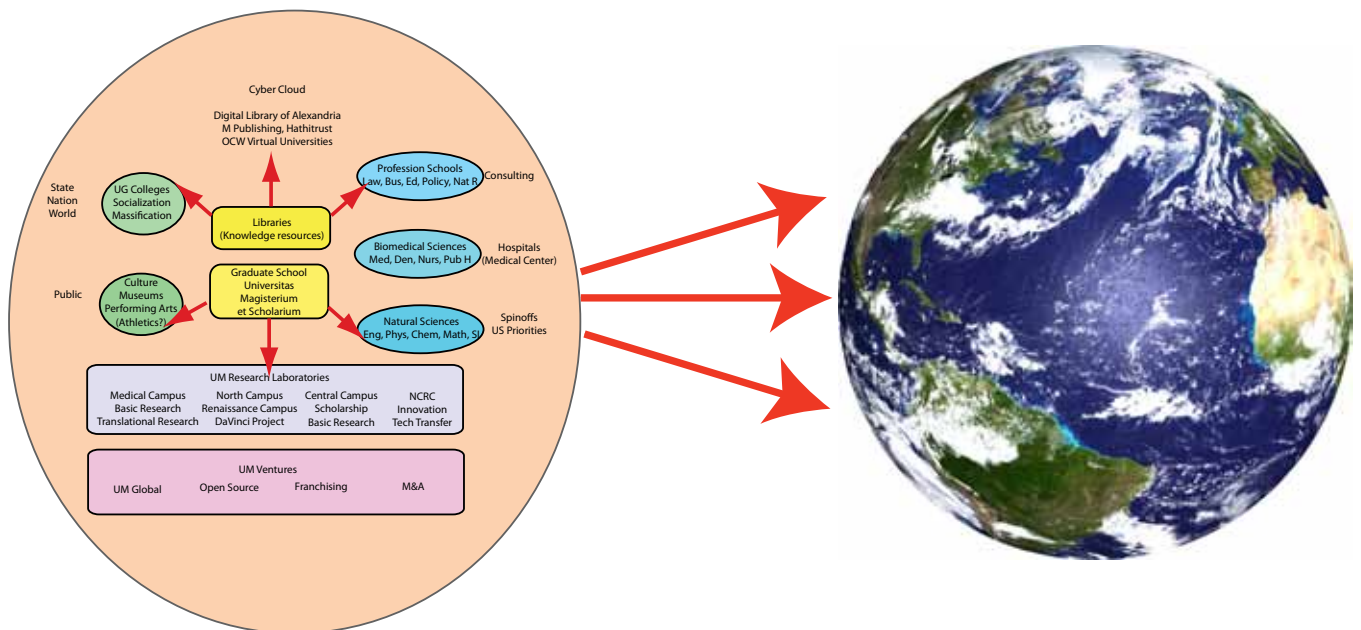 Cyber Cloud
Digital Library of Alexandria
M Publishing, Hathitrust
OCW Virtual Universities
State
Nation
World
UG Colleges
Socialization
Massification
Libraries
(Knowledge resources)
Profession Schools
Law, Bus, Ed, Policy, Nat R
Consulting
Biomedical Sciences
Med, Den, Nurs, Pub H
Hospitals
(Medical Center)
Public
Culture
Museums
Performing Arts
(Athletics?)
Graduate School
Universitas
Magisterium
et Scholarium
Natural Sciences
Eng, Phys, Chem, Math, SI
Spinoffs
US Priorities
UM Research Laboratories
Medical Campus
Basic Research
Translational Research
North Campus
Renaissance Campus
DaVinci Project
Central Campus
Scholarship
Basic Research
NCRC
Innovation
Tech Transfer
UM Ventures
UM Global
Open Source
Franchising
M&A